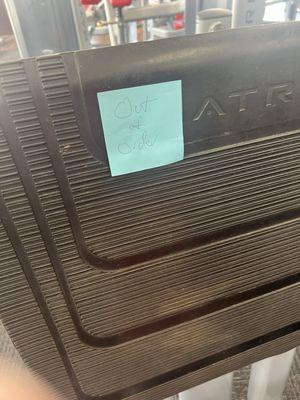 Out
of
order
ATR